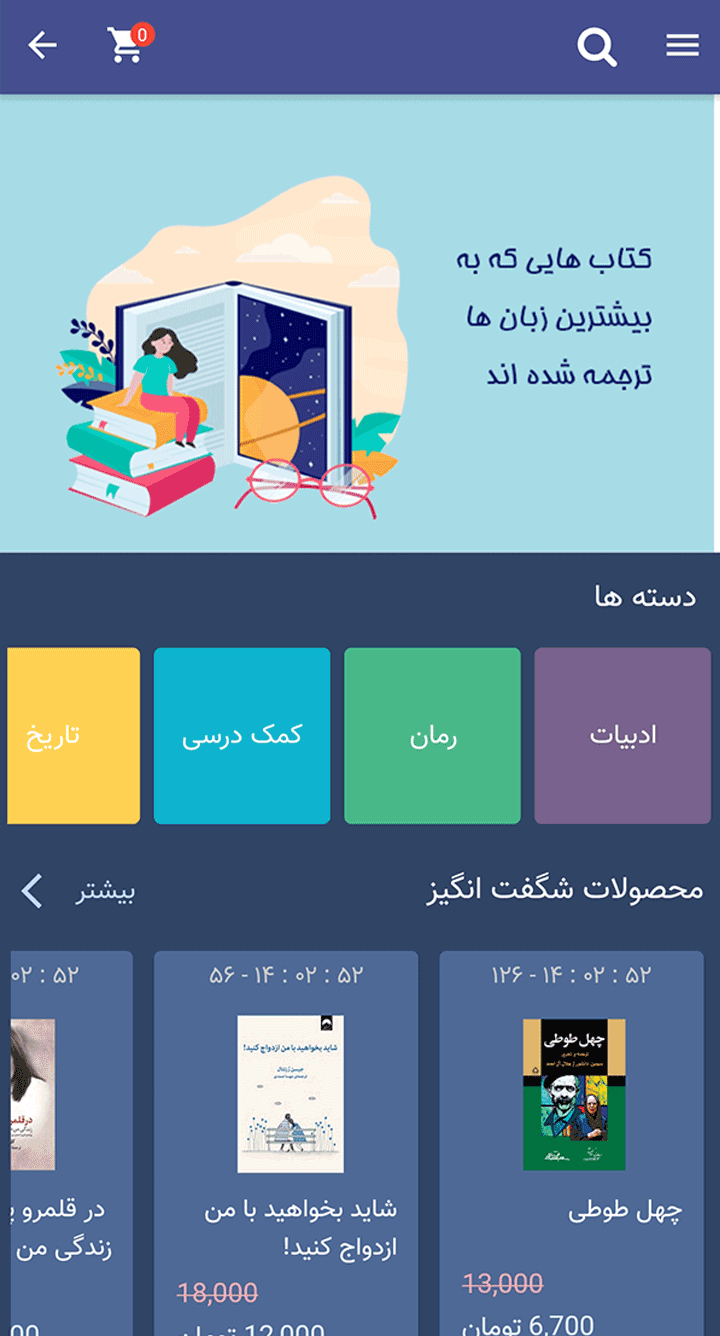 0
کتاب هایی که به
بیشترین زبان ها
ترجمه شده اند
دسته ها
ادبیات
رمان
کمک درسی
تاریخ
محصولات شگفت انگیز
بیشتر
۱۲۶ - ۱۴ : ۰۲ : ۵۲
چهل طوطی
چهل طوطی
13,000
6,700 تومان
۵۶ - ۱۴ : ۰۲ : ۵۲
شاید بخواهید با من ازدواج کنید!
جیسن رزنتال
شاید بخواهید با من
ازدواج کنید!
18,000
12,000 تومان
۰۲ : ۵۲
در قلمرو
زندگی من